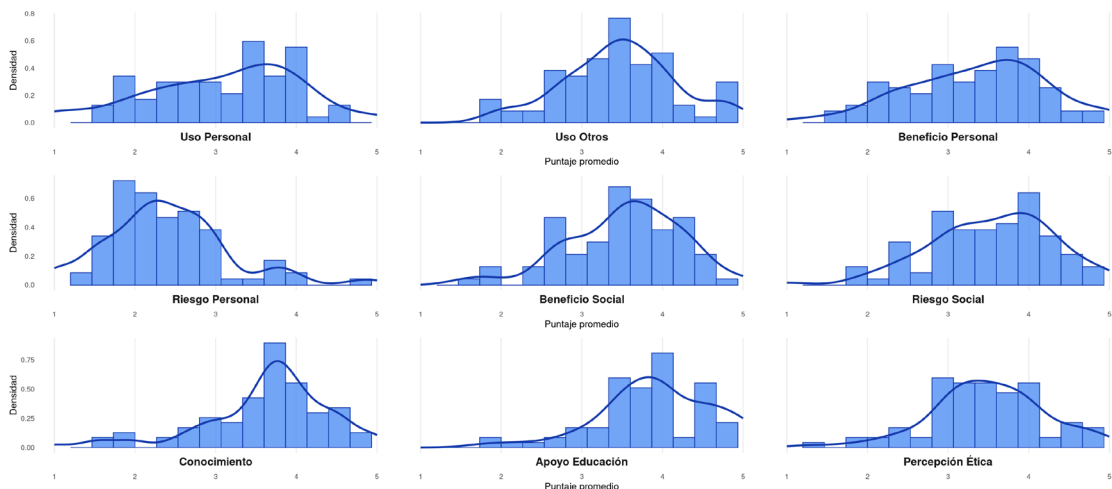 0.8
0.6
0.4
0.2
0.0
Densidad
Uso Personal
Uso Otros
Beneficio Personal
1 2 3 4 5
1 2 3 4 5
1 2 3 4 5
Puntaje promedio
0.6
0.4
0.2
0.0
Densidad
Riesgo Personal
Beneficio Social
Riesgo Social
1 2 3 4 5
1 2 3 4 5
1 2 3 4 5
Puntaje promedio
0.75
0.50
0.25
0.00
Densidad
Conocimiento
Apoyo Educación
Percepción Ética
1 2 3 4 5
1 2 3 4 5
1 2 3 4 5
Puntaje promedio